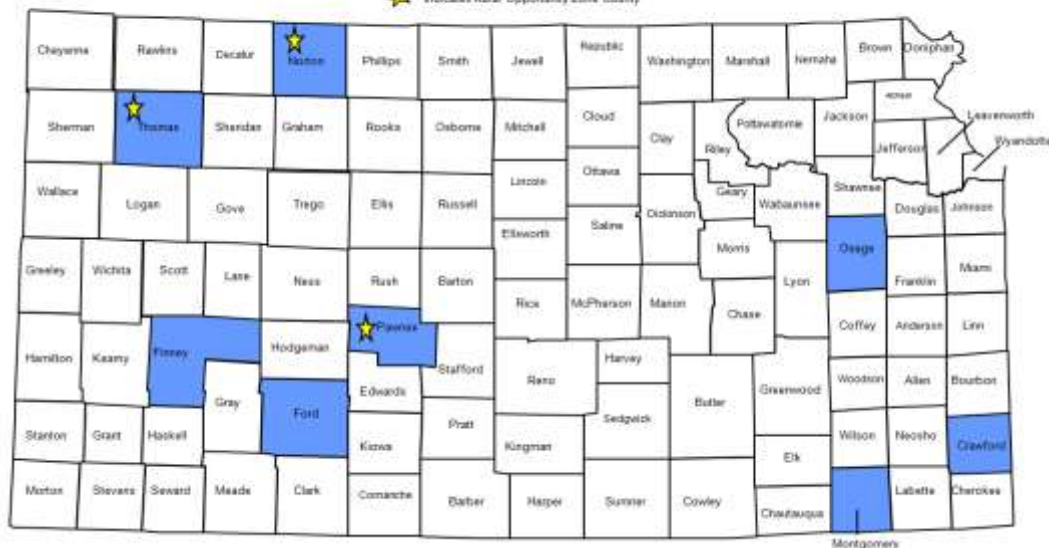 Indicates Rural Opportunity Zone County
Cheyenne Rawlins Decatur Norton Phillips Smith Jewell Republic Washington Marshall Nemaha Brown Doniphan
Sherman Thomas Sheridan Graham Rooks Osborne Mitchell Cloud Clay Riley Pottawatomie Jackson Jefferson Leavenworth
Wyandotte
Wallace Logan Gove Trego Ellis Russell Lincoln Ottawa Dickinson Geary Wabaunsee Shawnee Douglas Johnson
Ellsworth Saline Morris Osage
Greeley Wichita Scott Lane Ness Rush Barton Rice McPherson Marion Chase Lyon Franklin Miami
Hamilton Kearny Finney Hodgeman Pawnee Stafford Reno Harvey Coffey Anderson Linn
Gray Ford Edwards Pratt Sedgwick Butler Greenwood Woodson Allen Bourbon
Stanton Grant Haskell Kiowa Kingman Elk Wilson Neosho Crawford
Morton Stevens Seward Meade Clark Comanche Barber Harper Sumner Cowley Chautauqua Labette Cherokee
Montgomery